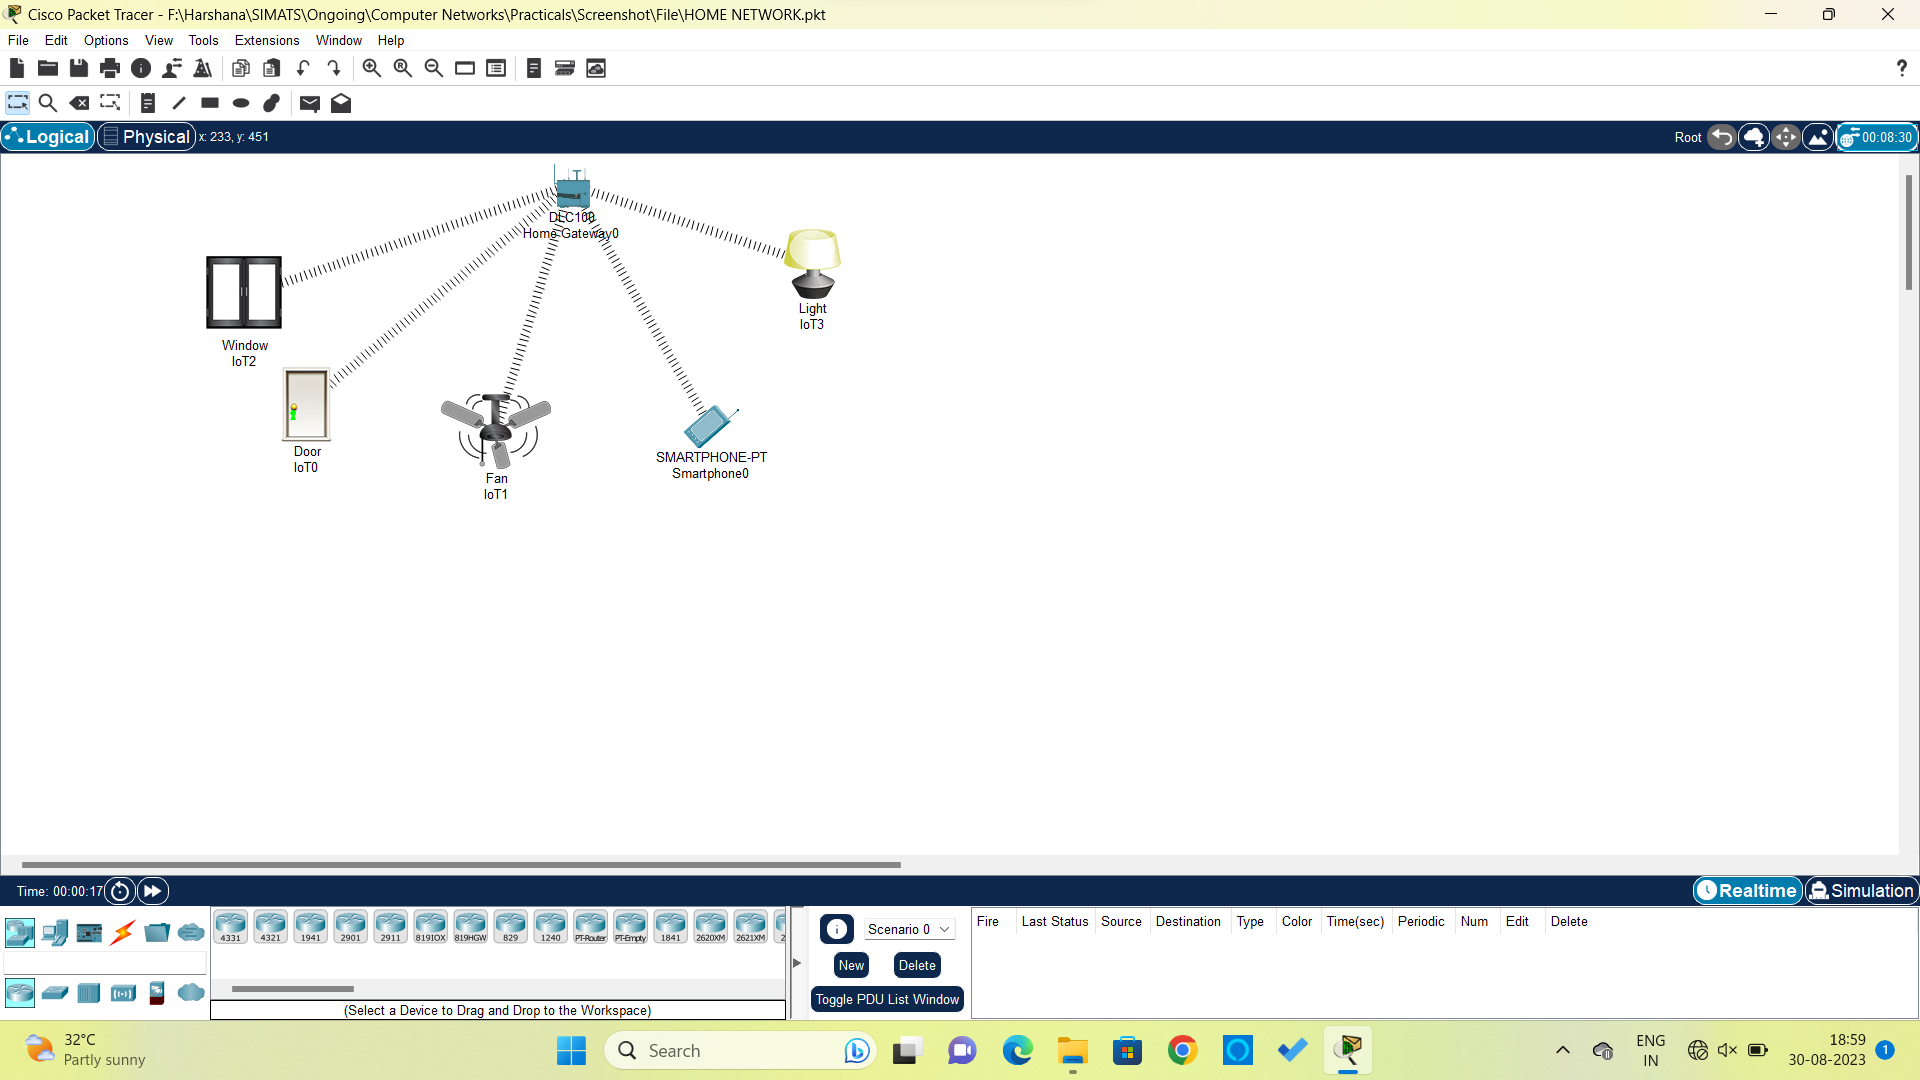 Cisco Packet Tracer - F:\Harshana\SIMATS\Ongoing\Computer Networks\Practicals\Screenshot\File\HOME NETWORK.pkt
File Edit Options View Tools Extensions Window Help
?
Logical Physical x: 233, y: 451 Root 00:08:30
DLC100
Home Gateway0
Light
IoT3
Window
IoT2
Door
IoT0
Fan
IoT1
SMARTPHONE-PT
Smartphone0
Time: 00:00:17 Realtime Simulation
4331 4321 1941 2901 2911 819IOX 819HGW 829 1240 PT-Router PT-Empty 1841 2620XM 2621XM
(Select a Device to Drag and Drop to the Workspace)
Scenario 0
New Delete
Toggle PDU List Window
Fire Last Status Source Destination Type Color Time(sec) Periodic Num Edit Delete
32°C
Partly sunny
Search
ENG
IN
18:59
30-08-2023
1